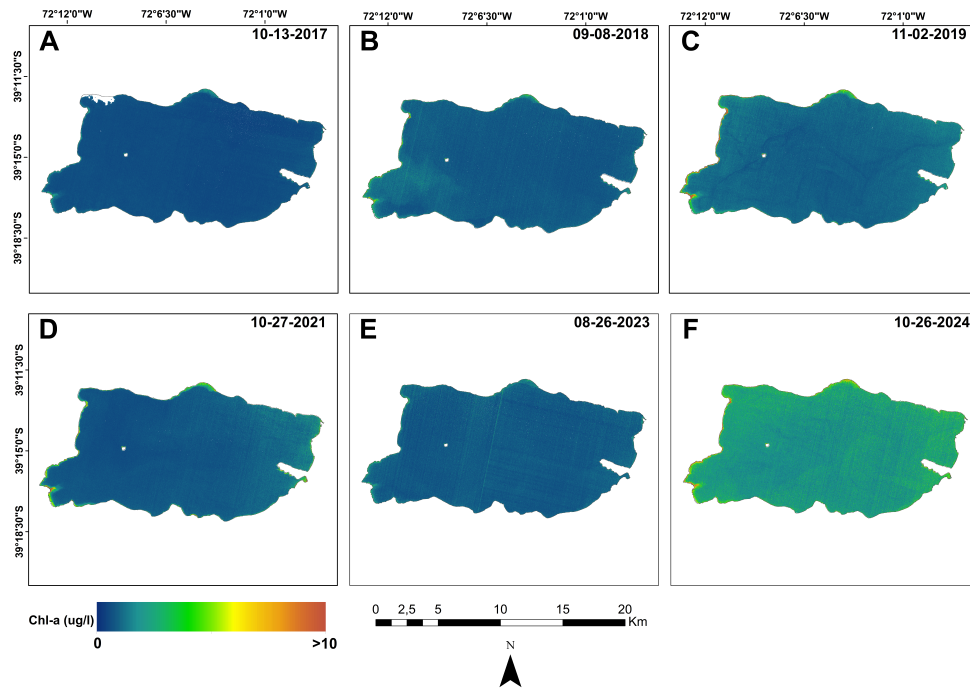 72°12'0"W 72°6'30"W 72°1'0"W
72°12'0"W 72°6'30"W 72°1'0"W
72°12'0"W 72°6'30"W 72°1'0"W
A 10-13-2017
B 09-08-2018
C 11-02-2019
39°11'30"S
39°15'0"S
39°18'30"S
D 10-27-2021
E 08-26-2023
F 10-26-2024
39°11'30"S
39°15'0"S
39°18'30"S
Chl-a (ug/l)
0 >10
0 2,5 5 10 15 20
Km
N